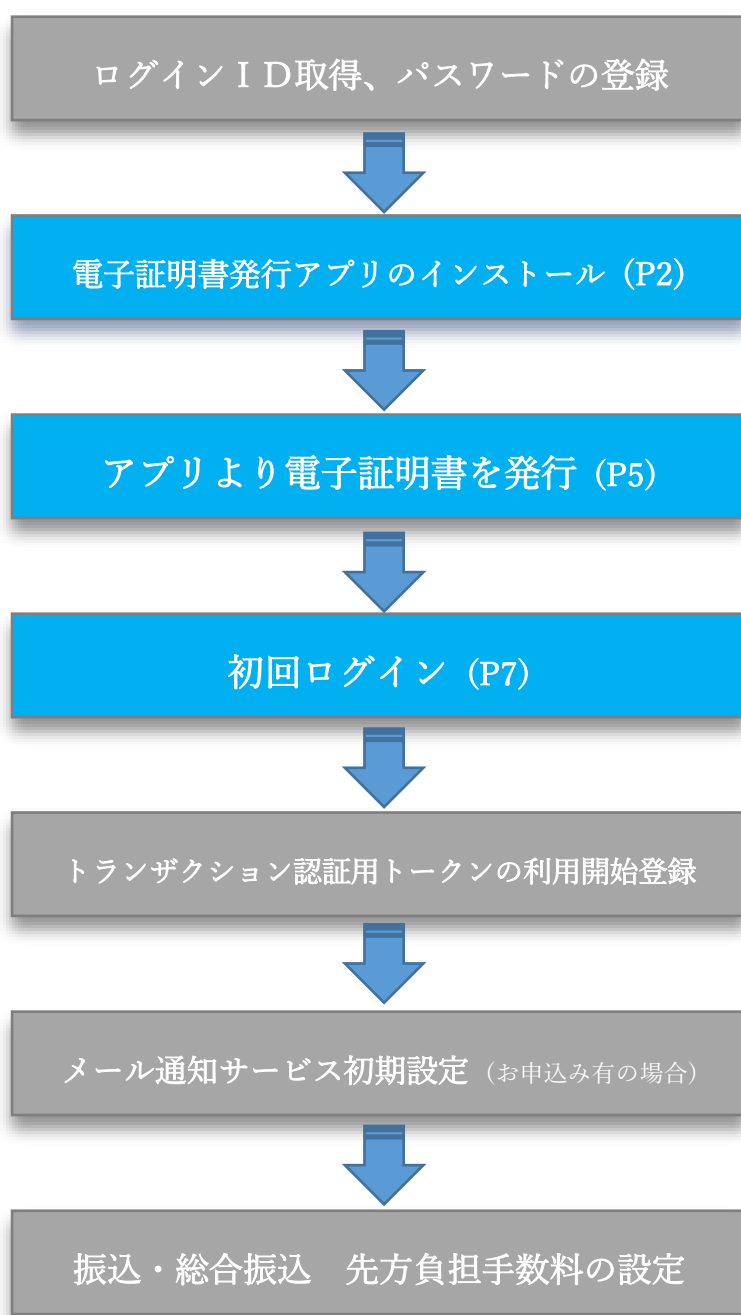 ログインＩＤ取得、パスワードの登録
電子証明書発行アプリのインストール（P2）
アプリより電子証明書を発行（P5）
初回ログイン（P7）
トランザクション認証用トークンの利用開始登録
メール通知サービス初期設定（お申込み有の場合）
振込・総合振込　先方負担手数料の設定